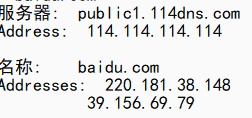 服务器:  public1.114dns.com
Address:  114.114.114.114
名称:    baidu.com
Addresses:  220.181.38.148
39.156.69.79